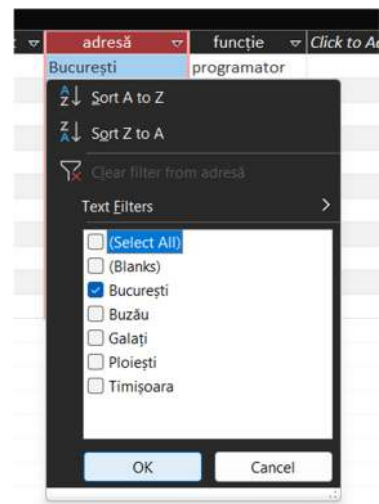 adresă funcție Click to Ad
București programator
Sort A to Z
Sort Z to A
Clear filter from adresă
Text Filters
(Select All)
(Blanks)
București
Buzău
Galați
Ploiești
Timișoara
OK Cancel